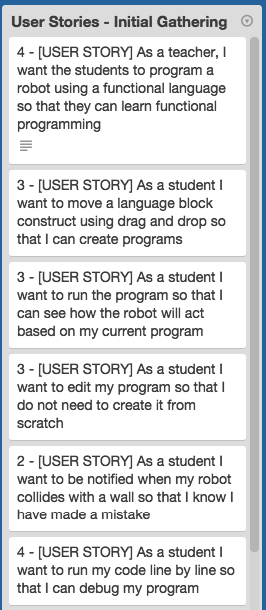 User Stories - Initial Gathering
4 - [USER STORY] As a teacher, I
want the students to program a
robot using a functional language
so that they can learn functional
programming
3 - [USER STORY] As a student I
want to move a language block
construct using drag and drop so
that I can create programs
3 - [USER STORY] As a student I
want to run the program so that I
can see how the robot will act
based on my current program
3 - [USER STORY] As a student I
want to edit my program so that I
do not need to create it from
scratch
2 - [USER STORY] As a student I
want to be notified when my robot
collides with a wall so that I know I
have made a mistake
4 - [USER STORY] As a student I
want to run my code line by line so
that I can debug my program